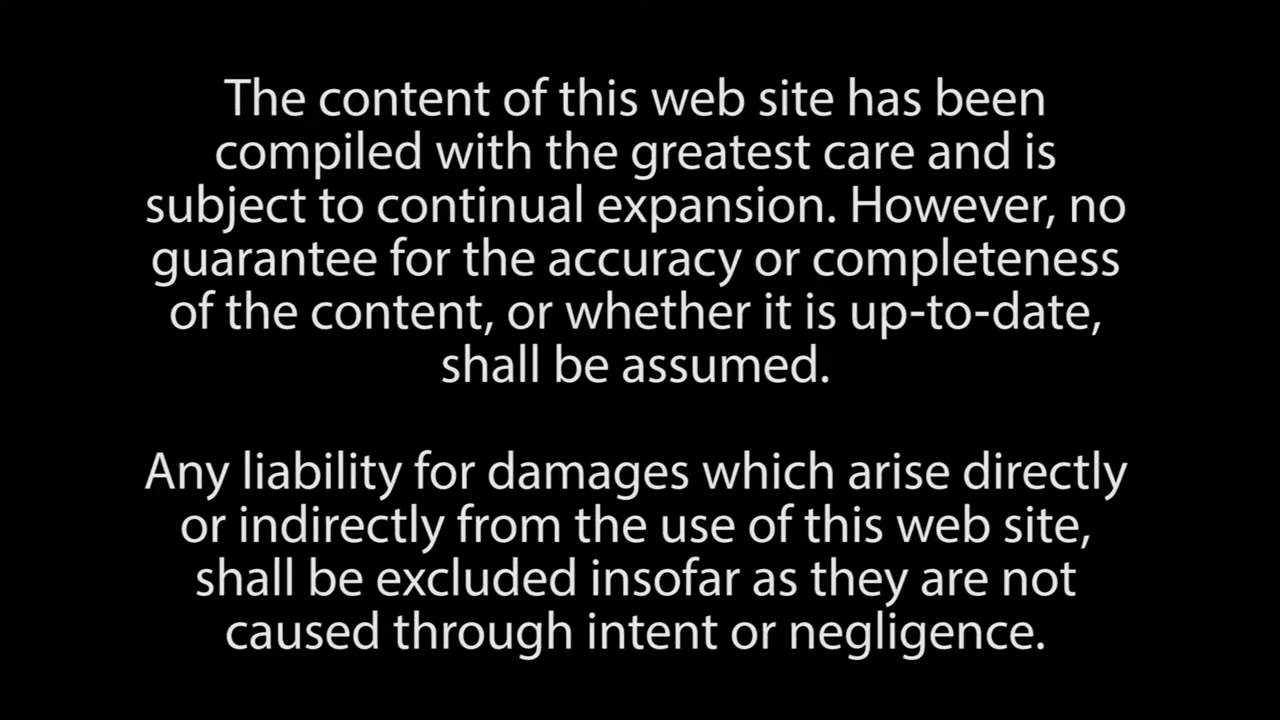 The content of this web site has been
compiled with the greatest care and is
subject to continual expansion. However, no
guarantee for the accuracy or completeness
of the content, or whether it is up-to-date,
shall be assumed.
Any liability for damages which arise directly
or indirectly from the use of this web site,
shall be excluded insofar as they are not
caused through intent or negligence.